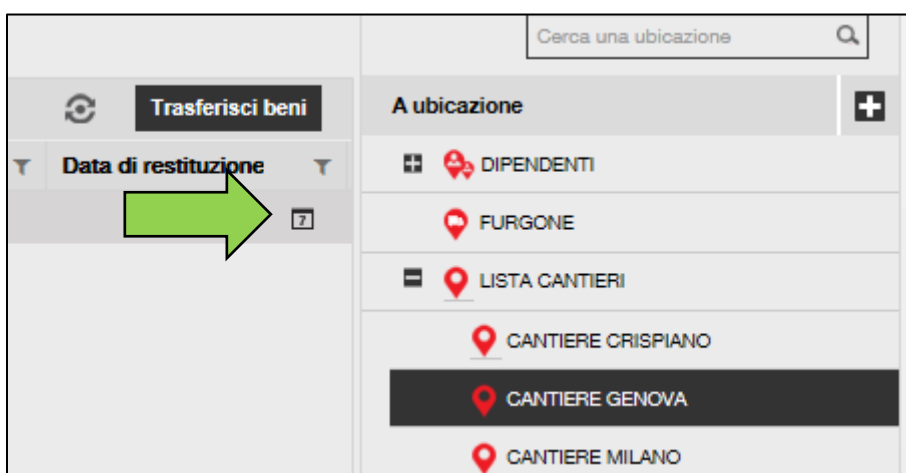 Cerca una ubicazione
Trasferisci beni
A ubicazione
Data di restituzione
7
DIPENDENTI
FURGONE
LISTA CANTIERI
CANTIERE CRISPIANO
CANTIERE GENOVA
CANTIERE MILANO